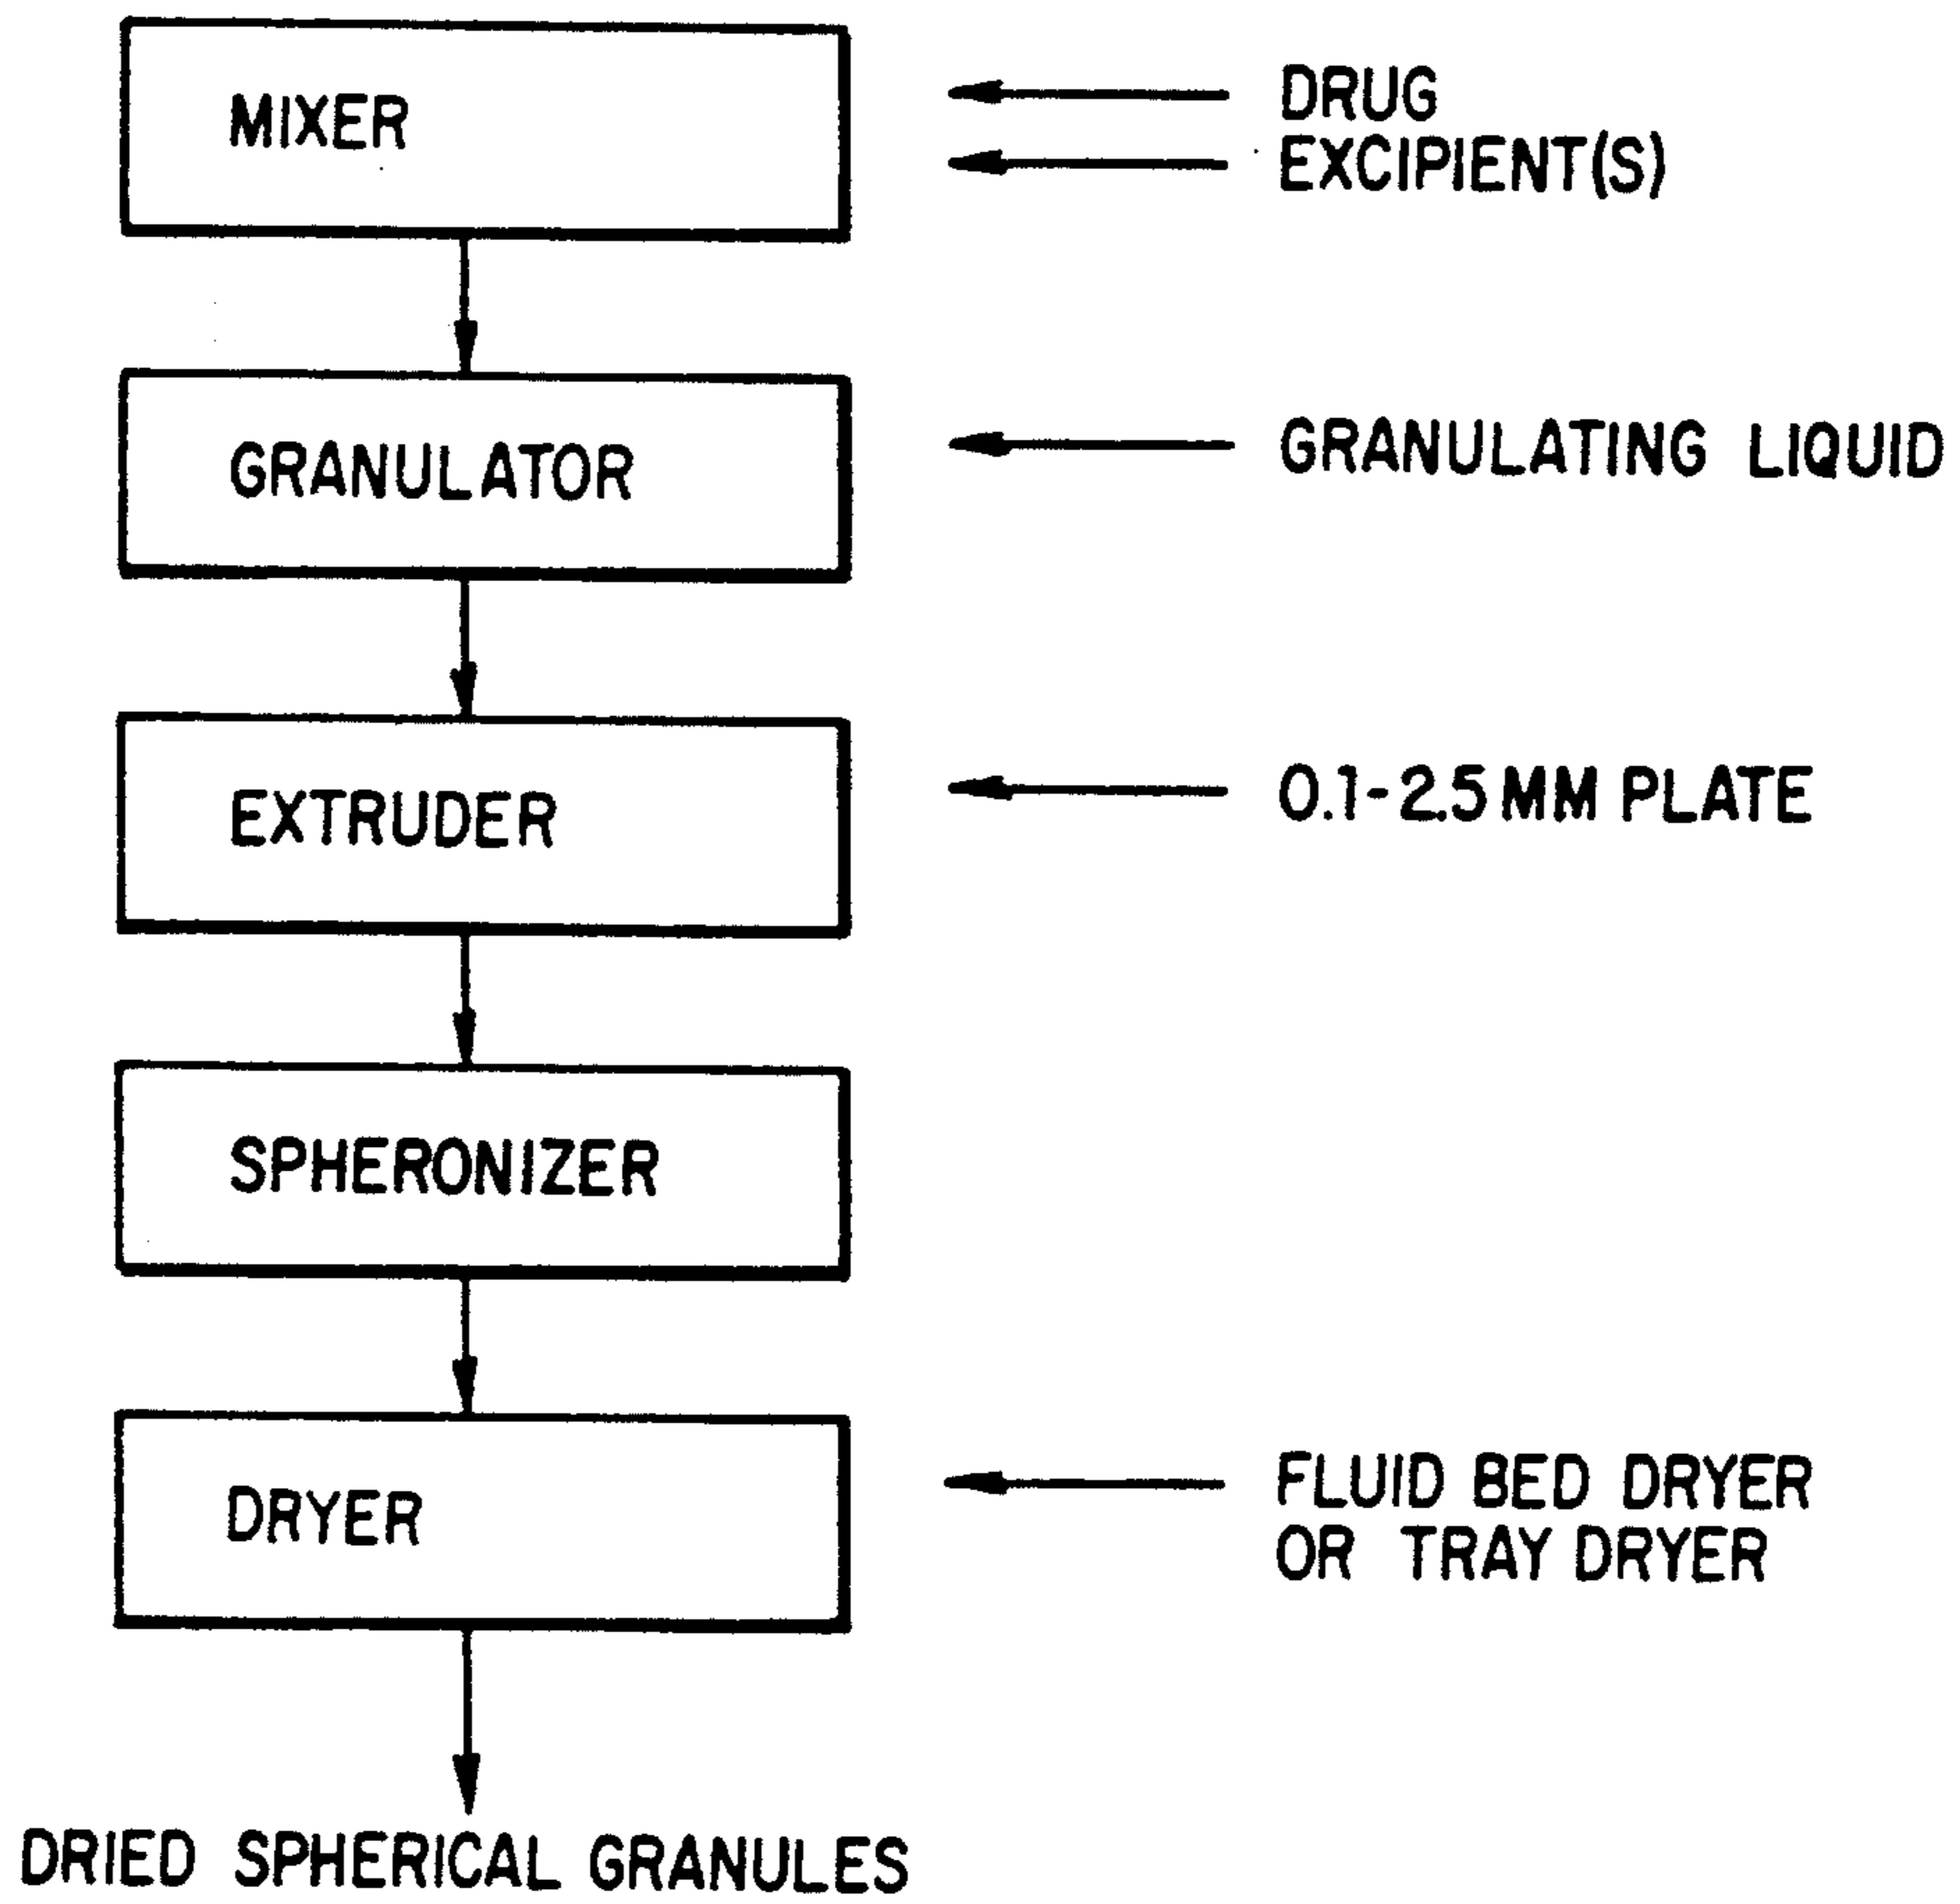 MIXER
DRUG
EXCIPIENT(S)
GRANULATOR
GRANULATING LIQUID
EXTRUDER
0.1-2.5 MM PLATE
SPHERONIZER
DRYER
FLUID BED DRYER
OR TRAY DRYER
DRIED SPHERICAL GRANULES